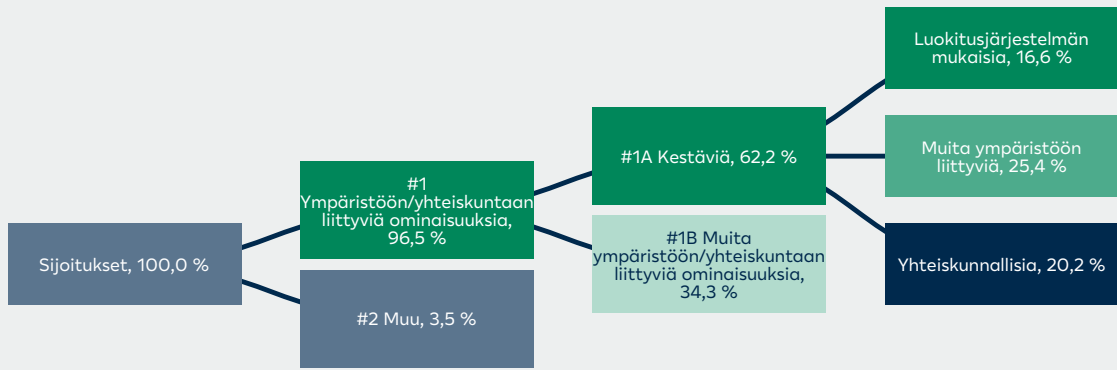 Sijoitukset, 100,0 %
#1
Ympäristöön/yhteiskuntaan
liittyviä ominaisuuksia,
96,5 %
#2 Muu, 3,5 %
#1A Kestäviä, 62,2 %
#1B Muita
ympäristöön/yhteiskuntaan
liittyviä ominaisuuksia,
34,3 %
Luokitusjärjestelmän
mukaisia, 16,6 %
Muita ympäristöön
liittyviä, 25,4 %
Yhteiskunnallisia, 20,2 %